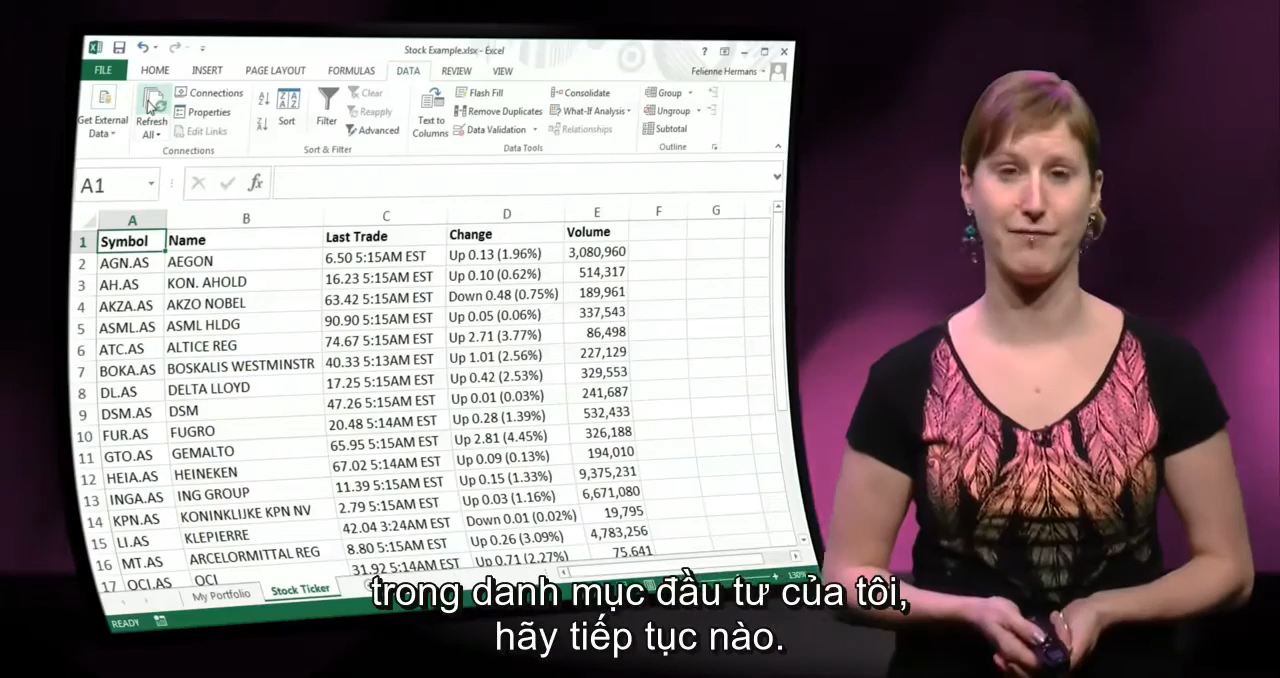 Stock Example.xlsx - Excel
FILE HOME INSERT PAGE LAYOUT FORMULAS DATA REVIEW VIEW Felienne Hermans
Get External Data
Refresh All
Connections
Properties
Edit Links
Connections
Sort
Filter
Clear
Reapply
Advanced
Sort & Filter
Text to Columns
Flash Fill
Remove Duplicates
Data Validation
Consolidate
What-If Analysis
Relationships
Data Tools
Group
Ungroup
Subtotal
Outline
A1 fx
A B C D E F G
1 Symbol Name Last Trade Change Volume
2 AGN.AS AEGON 6.50 5:15AM EST Up 0.13 (1.96%) 3,080,960
3 AH.AS KON. AHOLD 16.23 5:15AM EST Up 0.10 (0.62%) 514,317
4 AKZA.AS AKZO NOBEL 63.42 5:15AM EST Down 0.48 (0.75%) 189,961
5 ASML.AS ASML HLDG 90.90 5:15AM EST Up 0.05 (0.06%) 337,543
6 ATC.AS ALTICE REG 74.67 5:15AM EST Up 2.71 (3.77%) 86,498
7 BOKA.AS BOSKALIS WESTMINSTR 40.33 5:13AM EST Up 1.01 (2.56%) 227,129
8 DL.AS DELTA LLOYD 17.25 5:15AM EST Up 0.42 (2.53%) 329,553
9 DSM.AS DSM 47.26 5:15AM EST Up 0.01 (0.03%) 241,687
10 FUR.AS FUGRO 20.48 5:14AM EST Up 0.28 (1.39%) 532,433
11 GTO.AS GEMALTO 65.95 5:15AM EST Up 2.81 (4.45%) 326,188
12 HEIA.AS HEINEKEN 67.02 5:14AM EST Up 0.09 (0.13%) 194,010
13 INGA.AS ING GROUP 11.39 5:15AM EST Up 0.15 (1.33%) 9,375,231
14 KPN.AS KONINKLIJKE KPN NV 2.79 5:15AM EST Up 0.03 (1.16%) 6,671,080
15 LI.AS KLEPIERRE 42.04 3:24AM EST Down 0.01 (0.02%) 19,795
16 MT.AS ARCELORMITTAL REG 8.80 5:15AM EST Up 0.26 (3.09%) 4,783,256
17 OCI.AS OCI 31.92 5:14AM EST Up 0.71 (2.27%) 75,641
My Portfolio Stock Ticker
READY 130%
trong danh mục đầu tư của tôi,
hãy tiếp tục nào.